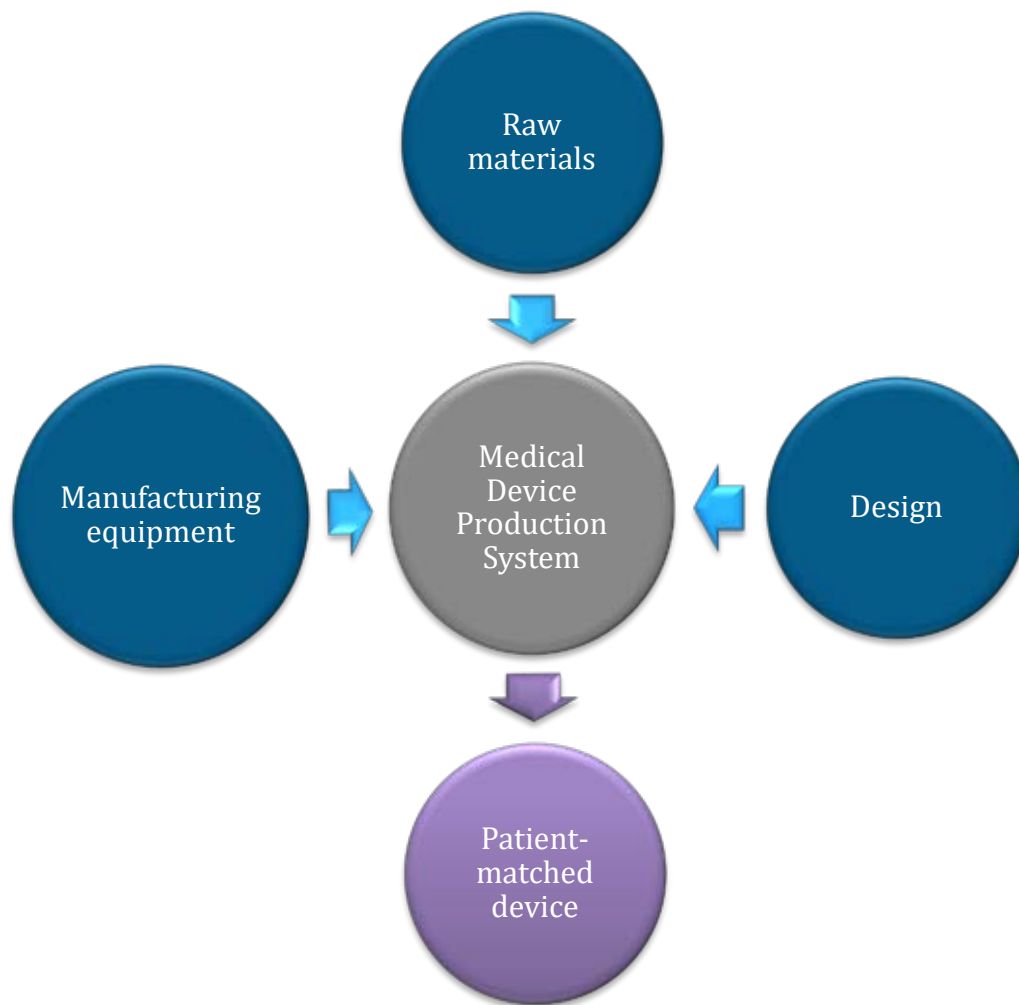 Raw
materials
Manufacturing
equipment
Medical
Device
Production
System
Design
Patient-
matched
device